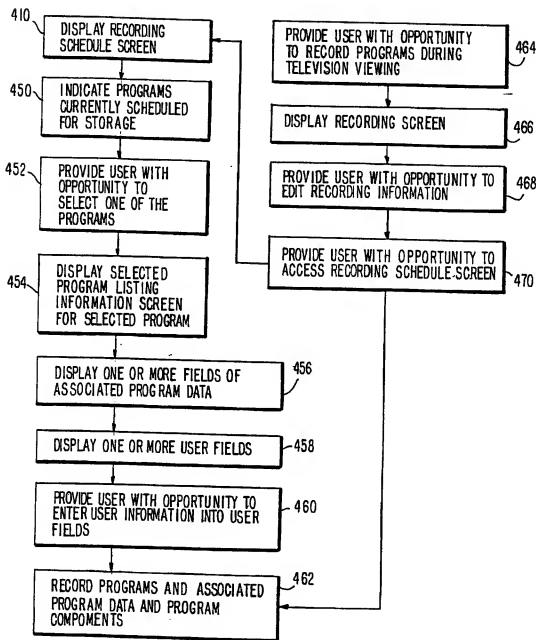 410
DISPLAY RECORDING
SCHEDULE SCREEN
450
INDICATE PROGRAMS
CURRENTLY SCHEDULED
FOR STORAGE
452
PROVIDE USER WITH
OPPORTUNITY TO
SELECT ONE OF THE
PROGRAMS
454
DISPLAY SELECTED
PROGRAM LISTING
INFORMATION SCREEN
FOR SELECTED PROGRAM
DISPLAY ONE OR MORE FIELDS OF
ASSOCIATED PROGRAM DATA
456
DISPLAY ONE OR MORE USER FIELDS
458
PROVIDE USER WITH OPPORTUNITY TO
ENTER USER INFORMATION INTO USER
FIELDS
460
RECORD PROGRAMS AND ASSOCIATED
PROGRAM DATA AND PROGRAM
COMPOMENTS
462
PROVIDE USER WITH OPPORTUNITY
TO RECORD PROGRAMS DURING
TELEVISION VIEWING
464
DISPLAY RECORDING SCREEN
466
PROVIDE USER WITH OPPORTUNITY TO
EDIT RECORDING INFORMATION
468
PROVIDE USER WITH OPPORTUNITY TO
ACCESS RECORDING SCHEDULE-SCREEN
470